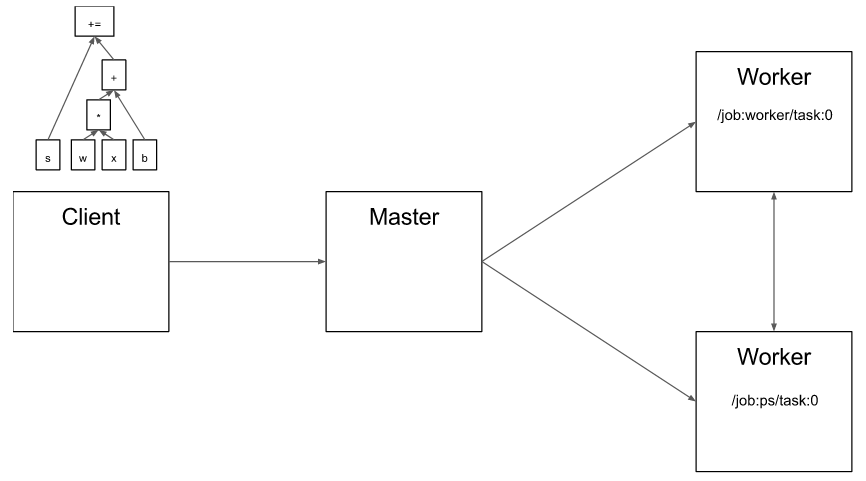 +=
+
*
s
w
x
b
Client
Master
Worker
/job:worker/task:0
Worker
/job:ps/task:0